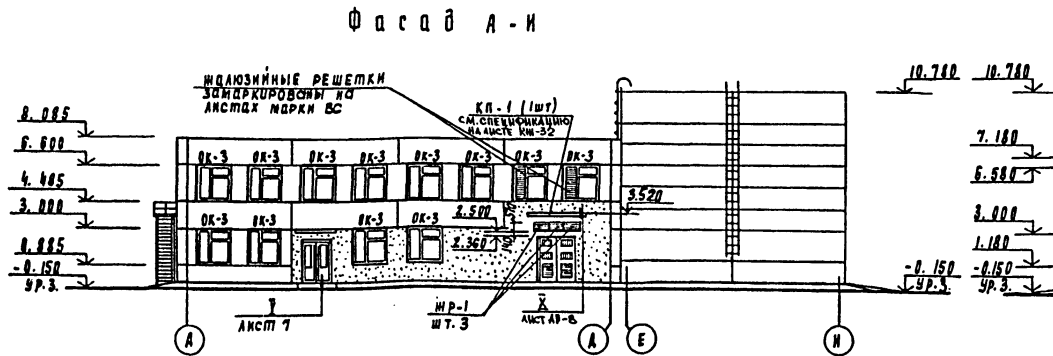 Фасад А-И
ЖАЛЮЗИЙНЫЕ РЕШЕТКИ
ЗАМАРКИРОВАНЫ НА
ЛИСТАХ МАРКИ ВС
КП-1 (1шт)
СМ. СПЕЦИФИКАЦИЮ
НА ЛИСТЕ КЖ-32
10.780
10.780
8.085
6.600
4.485
3.000
0.885
-0.150
УР.З.
ОК-3
ОК-3
ОК-3
ОК-3
ОК-3
ОК-3
ОК-3
ОК-3
ОК-3
ОК-3
ОК-3
ОК-3
2.500
2.360
3.520
7.180
6.580
3.000
1.180
-0.150
УР.З.
-0.150
УР.З.
V
ЛИСТ 7
ЖР-1
ШТ. 3
X
ЛИСТ АР-8
А
Д
Е
И